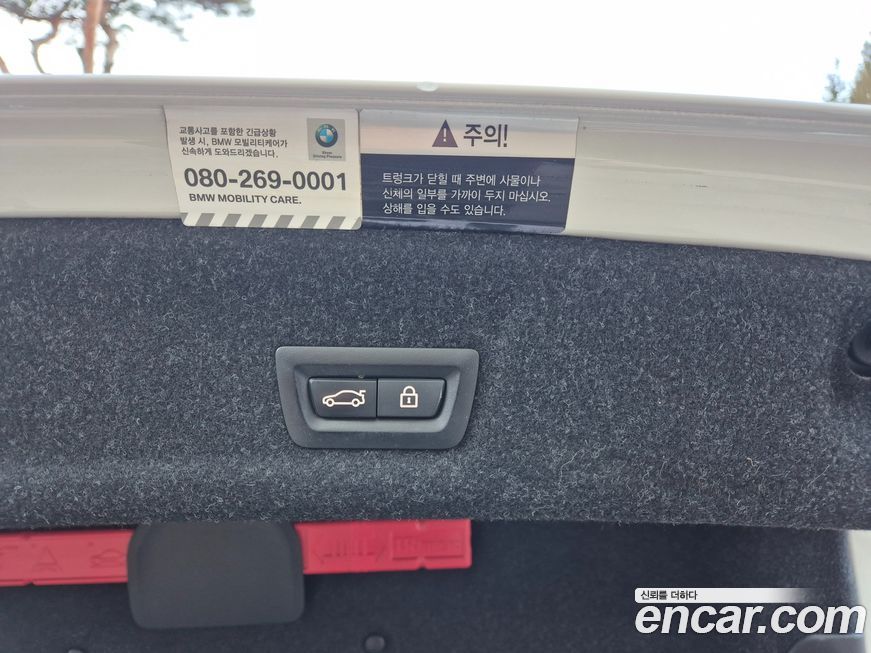 교통사고를 포함한 긴급상황
발생 시, BMW 모빌리티케어가
신속하게 도와드리겠습니다.
080-269-0001
BMW MOBILITY CARE.
주의!
트렁크가 닫힐 때 주변에 사물이나
신체의 일부를 가까이 두지 마십시오.
상해를 입을 수도 있습니다.
신뢰를 더하다
encar.com